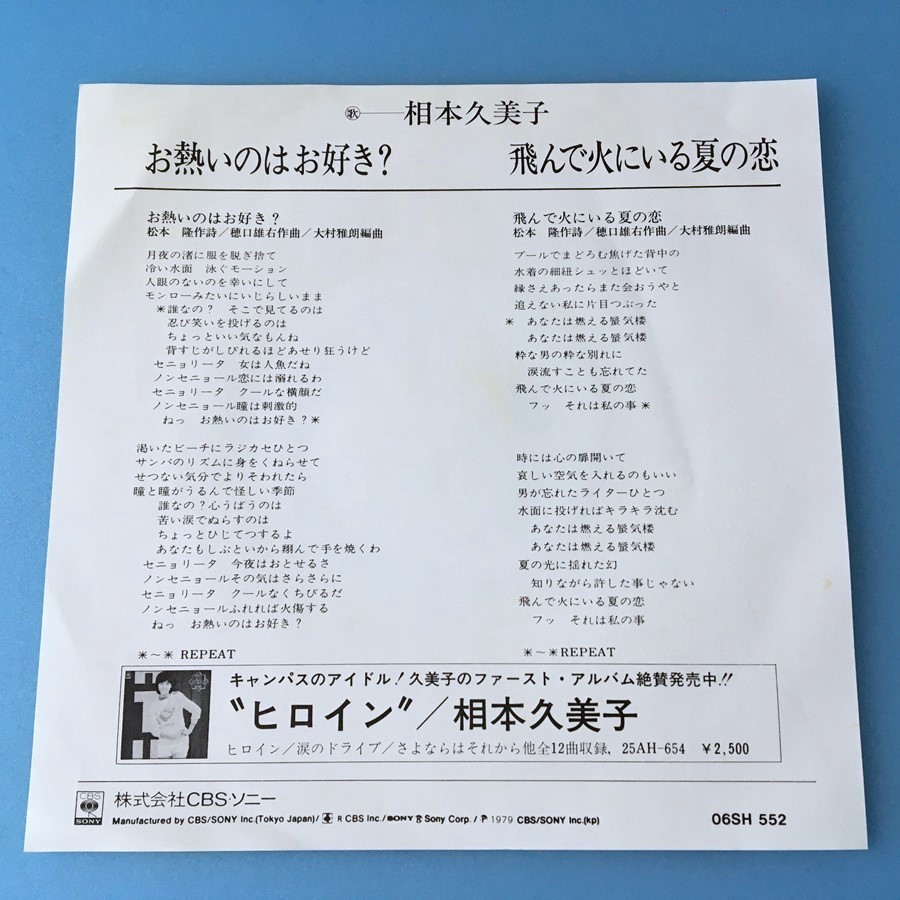 歌──相本久美子
お熱いのはお好き?
飛んで火にいる夏の恋
お熱いのはお好き?
松本 隆作詩/穂口雄右作曲/大村雅朗編曲
月夜の渚に服を脱ぎ捨て
冷い水面 泳ぐモーション
人眼のないのを幸いにして
モンローみたいにいじらしいまま
＊誰なの? そこで見てるのは
忍び笑いを投げるのは
ちょっといい気なもんね
背すじがしびれるほどあせり狂うけど
セニョリータ 女は人魚だね
ノンセニョール恋には溺れるわ
セニョリータ クールな横顔だ
ノンセニョール瞳は刺激的
ねっ お熱いのはお好き?＊
渇いたビーチにラジカセひとつ
サンバのリズムに身をくねらせて
せつない気分でよりそわれたら
瞳と瞳がうるんで怪しい季節
誰なの?心うばうのは
苦い涙でぬらすのは
ちょっとひじてつするよ
あなたもしぶといから翔んで手を焼くわ
セニョリータ 今夜はおとせるさ
ノンセニョールその気はさらさらに
セニョリータ クールなくちびるだ
ノンセニョールふれれば火傷する
ねっ お熱いのはお好き?
＊～＊ REPEAT
飛んで火にいる夏の恋
松本 隆作詩/穂口雄右作曲/大村雅朗編曲
プールでまどろむ焦げた背中の
水着の細紐シュッとほどいて
縁さえあったらまた会おうやと
追えない私に片目つぶった
＊ あなたは燃える蜃気楼
あなたは燃える蜃気楼
粋な男の粋な別れに
涙流すことも忘れてた
飛んで火にいる夏の恋
フッ それは私の事＊
時には心の扉開いて
哀しい空気を入れるのもいい
男が忘れたライターひとつ
水面に投げればキラキラ沈む
あなたは燃える蜃気楼
あなたは燃える蜃気楼
夏の光に揺れた幻
知りながら許した事じゃない
飛んで火にいる夏の恋
フッ それは私の事
＊～＊REPEAT
キャンパスのアイドル!久美子のファースト・アルバム絶賛発売中!!
"ヒロイン"/相本久美子
ヒロイン/涙のドライブ/さよならはそれから他全12曲収録，25AH-654 ¥2,500
CBS
SONY
株式会社CBS・ソニー
Manufactured by CBS/SONY Inc.(Tokyo Japan)/ R CBS Inc./SONY R Sony Corp./℗ 1979 CBS/SONY Inc.(kp)
06SH 552